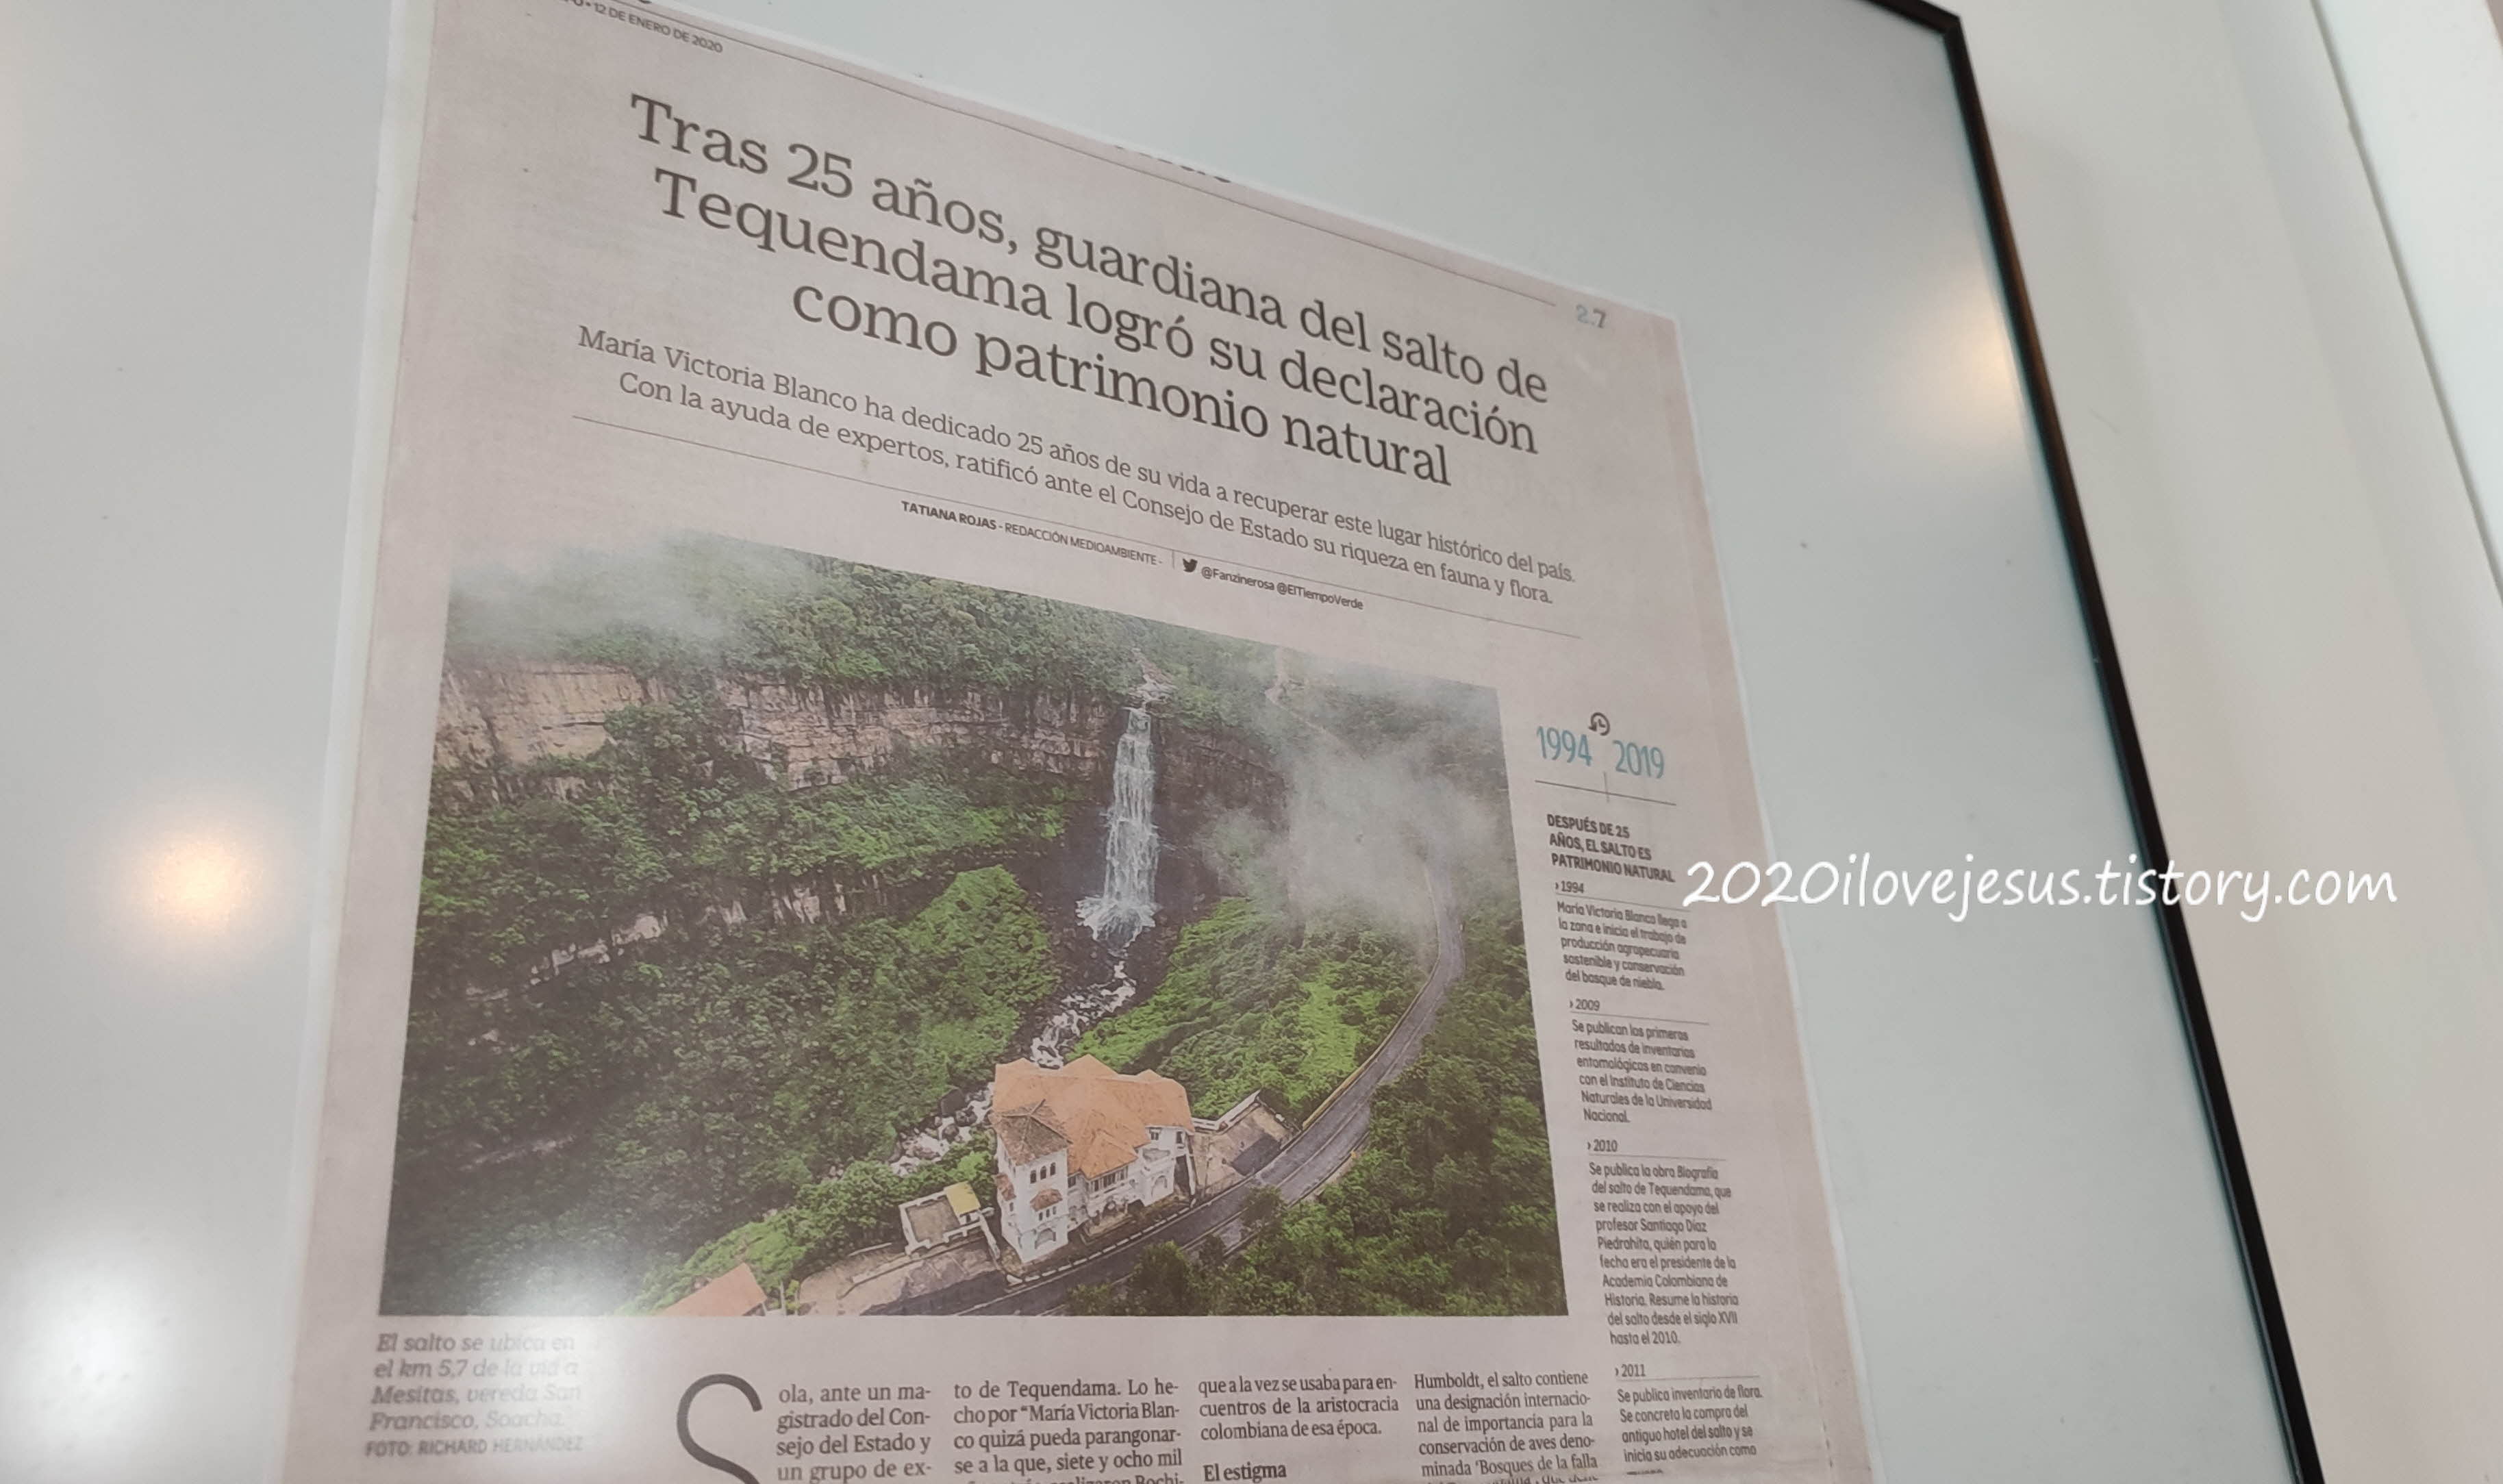 12 DE ENERO DE 2020
2.7
Tras 25 años, guardiana del salto de
Tequendama logró su declaración
como patrimonio natural
María Victoria Blanco ha dedicado 25 años de su vida a recuperar este lugar histórico del país.
Con la ayuda de expertos, ratificó ante el Consejo de Estado su riqueza en fauna y flora.
TATIANA ROJAS - REDACCIÓN MEDIOAMBIENTE - @Fanzinerosa @ElTiempoVerde
1994 2019
DESPUÉS DE 25
AÑOS, EL SALTO ES
PATRIMONIO NATURAL
› 1994
María Victoria Blanco llega a
la zona e inicia el trabajo de
producción agropecuaria
sostenible y conservación
del bosque de niebla.
› 2009
Se publican los primeros
resultados de inventarios
entomológicos en convenio
con el Instituto de Ciencias
Naturales de la Universidad
Nacional.
› 2010
Se publica la obra Biografía
del salto de Tequendama, que
se realiza con el apoyo del
profesor Santiago Díaz
Piedrahita, quién para la
fecha era el presidente de la
Academia Colombiana de
Historia. Resume la historia
del salto desde el siglo XVII
hasta el 2010.
› 2011
Se publica inventario de flora.
Se concreta la compra del
antiguo hotel del salto y se
inicia su adecuación como
2020ilovejesus.tistory.com
El salto se ubica en
el km 5,7 de la vía a
Mesitas, vereda San
Francisco, Soacha.
FOTO: RICHARD HERNÁNDEZ
Sola, ante un ma-
gistrado del Con-
sejo del Estado y
un grupo de ex-
to de Tequendama. Lo he-
cho por "María Victoria Blan-
co quizá pueda parangonar-
se a la que, siete y ocho mil
que a la vez se usaba para en-
cuentros de la aristocracia
colombiana de esa época.
El estigma
Humboldt, el salto contiene
una designación internacio-
nal de importancia para la
conservación de aves deno-
minada 'Bosques de la falla